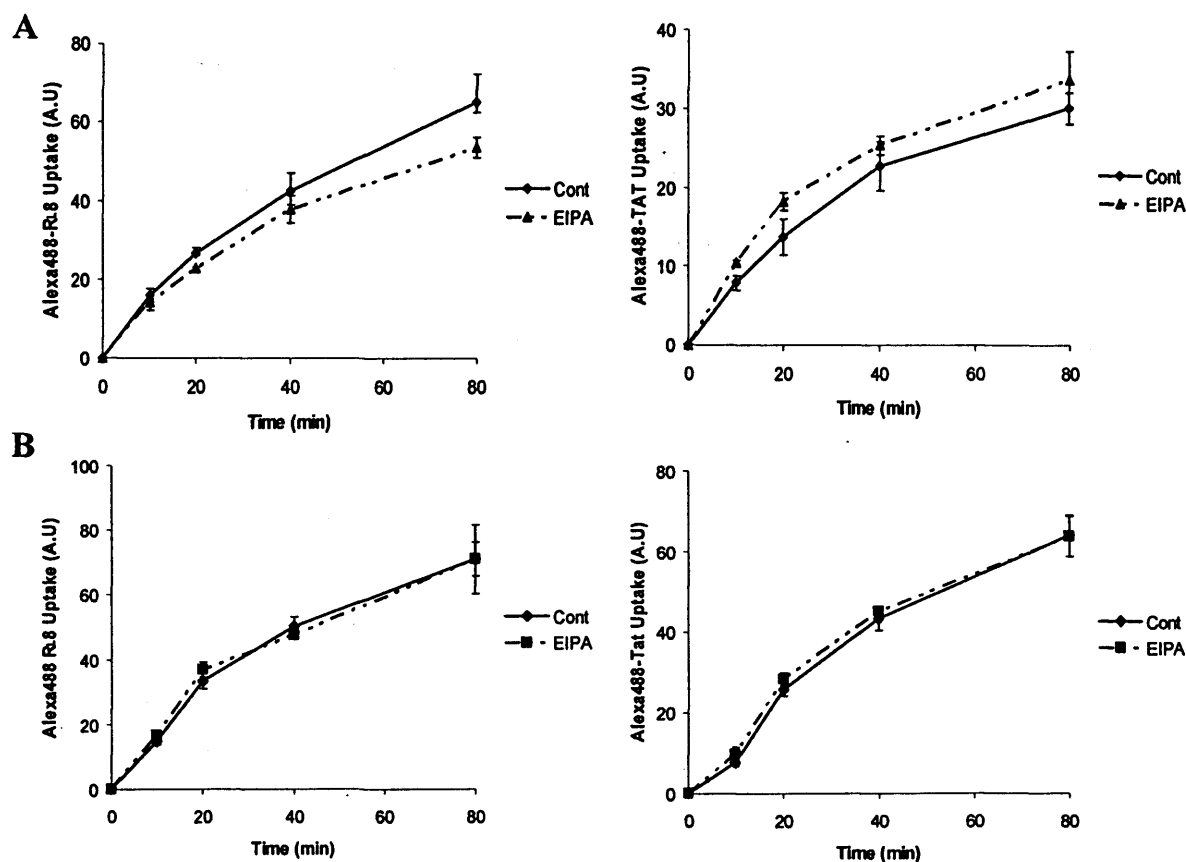 A
Alexa488-R.8 Uptake (A.U)
80
60
40
20
0
0 20 40 60 80
Time (min)
Cont
EIPA
Alexa488-TAT Uptake (A.U)
40
30
20
10
0
0 20 40 60 80
Time (min)
Cont
EIPA
B
Alexa488 R.8 Uptake (A.U)
100
80
60
40
20
0
0 20 40 60 80
Time (min)
Cont
EIPA
Alexa488-Tat Uptake (A.U)
80
60
40
20
0
0 20 40 60 80
Time (min)
Cont
EIPA